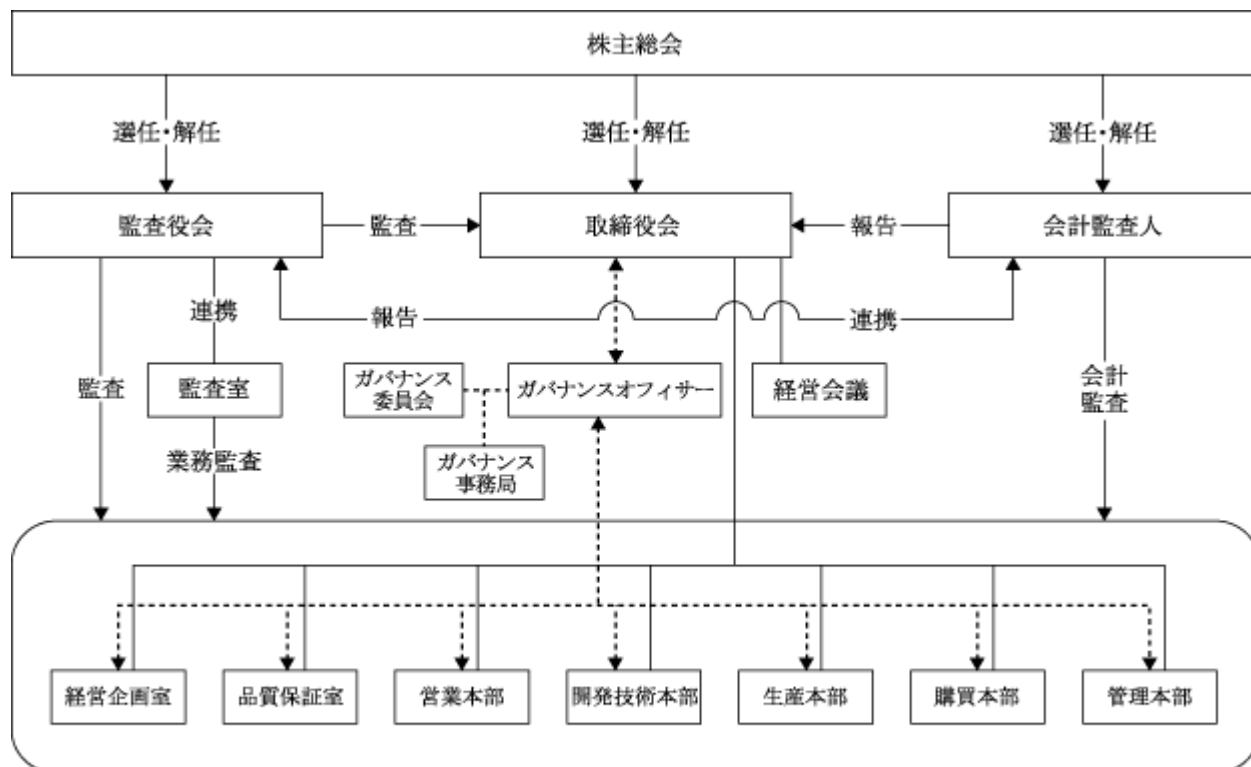 株主総会
選任・解任
選任・解任
選任・解任
監査役会
監査
取締役会
報告
会計監査人
連携
報告
連携
監査
監査室
ガバナンス
委員会
ガバナンスオフィサー
経営会議
会計
監査
業務監査
ガバナンス
事務局
経営企画室
品質保証室
営業本部
開発技術本部
生産本部
購買本部
管理本部